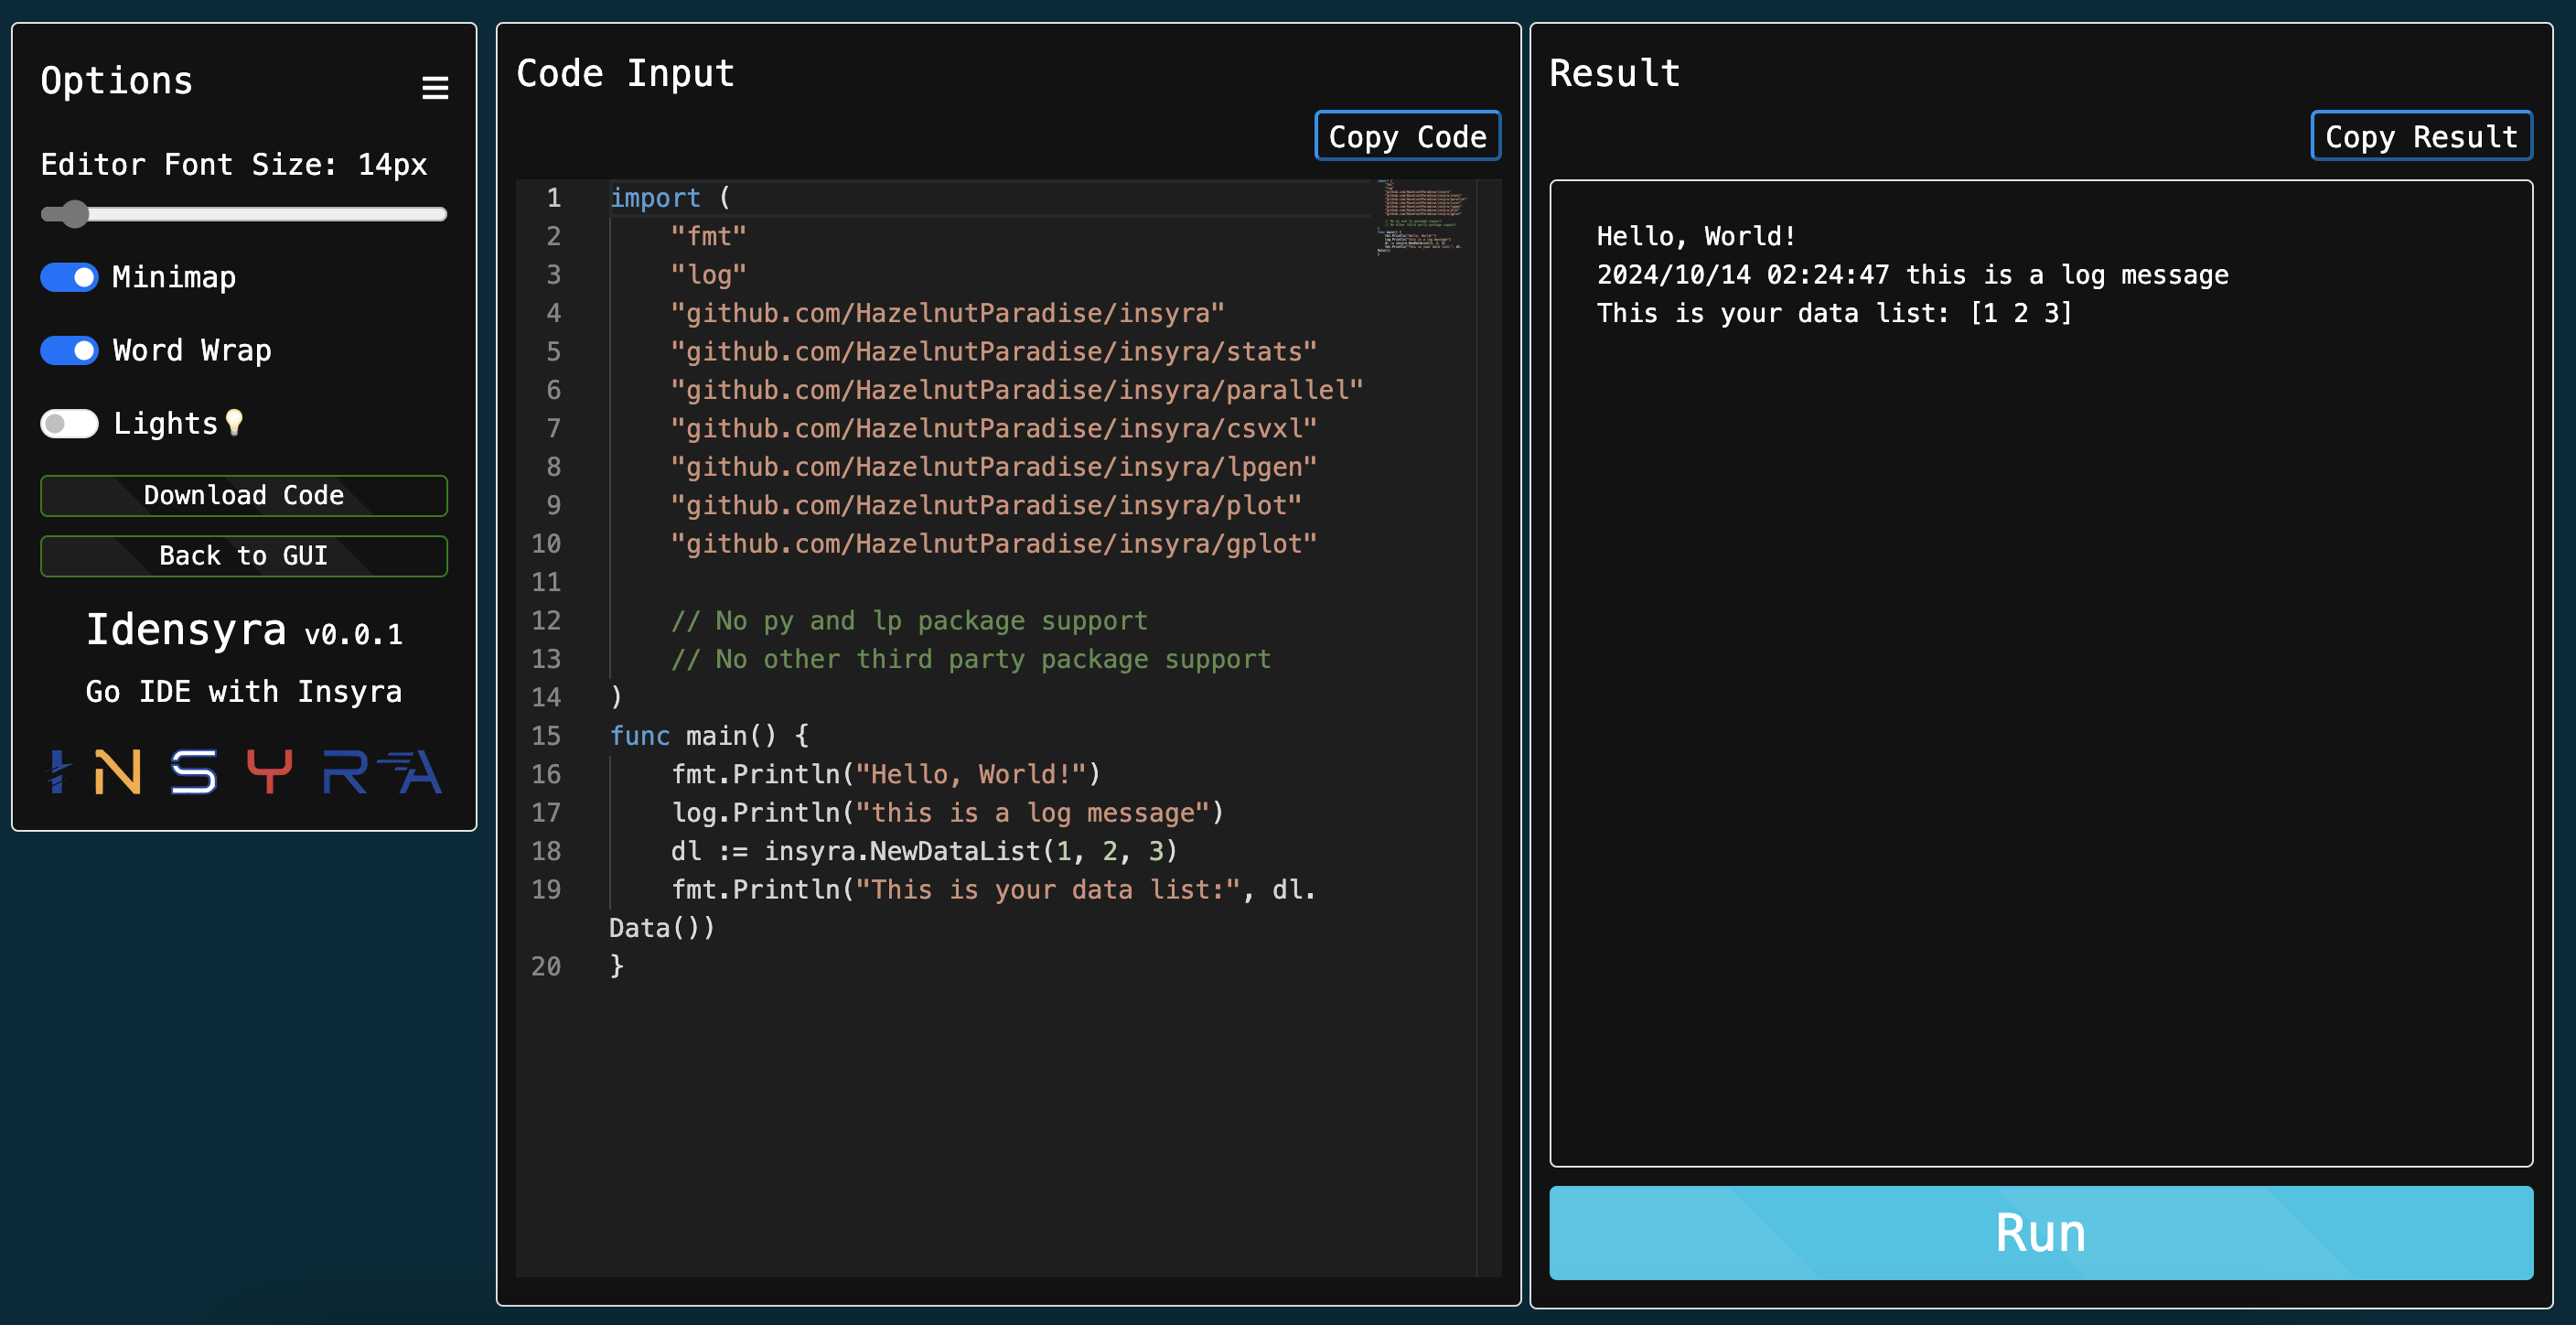 Options
Editor Font Size: 14px
Minimap
Word Wrap
Lights💡
Download Code
Back to GUI
Idensyra v0.0.1
Go IDE with Insyra
INSYRA
Code Input
Copy Code
1 import (
2 "fmt"
3 "log"
4 "github.com/HazelnutParadise/insyra"
5 "github.com/HazelnutParadise/insyra/stats"
6 "github.com/HazelnutParadise/insyra/parallel"
7 "github.com/HazelnutParadise/insyra/csvxl"
8 "github.com/HazelnutParadise/insyra/lpgen"
9 "github.com/HazelnutParadise/insyra/plot"
10 "github.com/HazelnutParadise/insyra/gplot"
11
12 // No py and lp package support
13 // No other third party package support
14 )
15 func main() {
16 fmt.Println("Hello, World!")
17 log.Println("this is a log message")
18 dl := insyra.NewDataList(1, 2, 3)
19 fmt.Println("This is your data list:", dl.
Data())
20 }
Result
Copy Result
Hello, World!
2024/10/14 02:24:47 this is a log message
This is your data list: [1 2 3]
Run